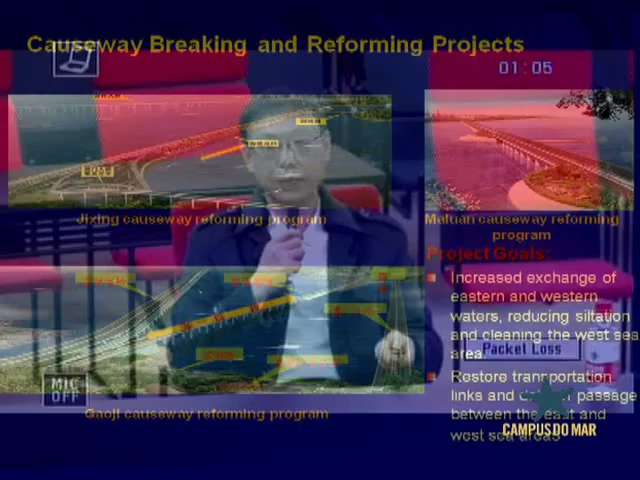 Causeway Breaking and Reforming Projects
01:05
Jixing causeway reforming program
Maluan causeway reforming
program
Project Goals:
Increased exchange of
eastern and western
waters, reducing siltation
and cleaning the west sea
area.
Packet Loss
Restore transportation
links and passage
between the east and
west sea areas
MIC
OFF
Gaoji causeway reforming program
CAMPUS DO MAR